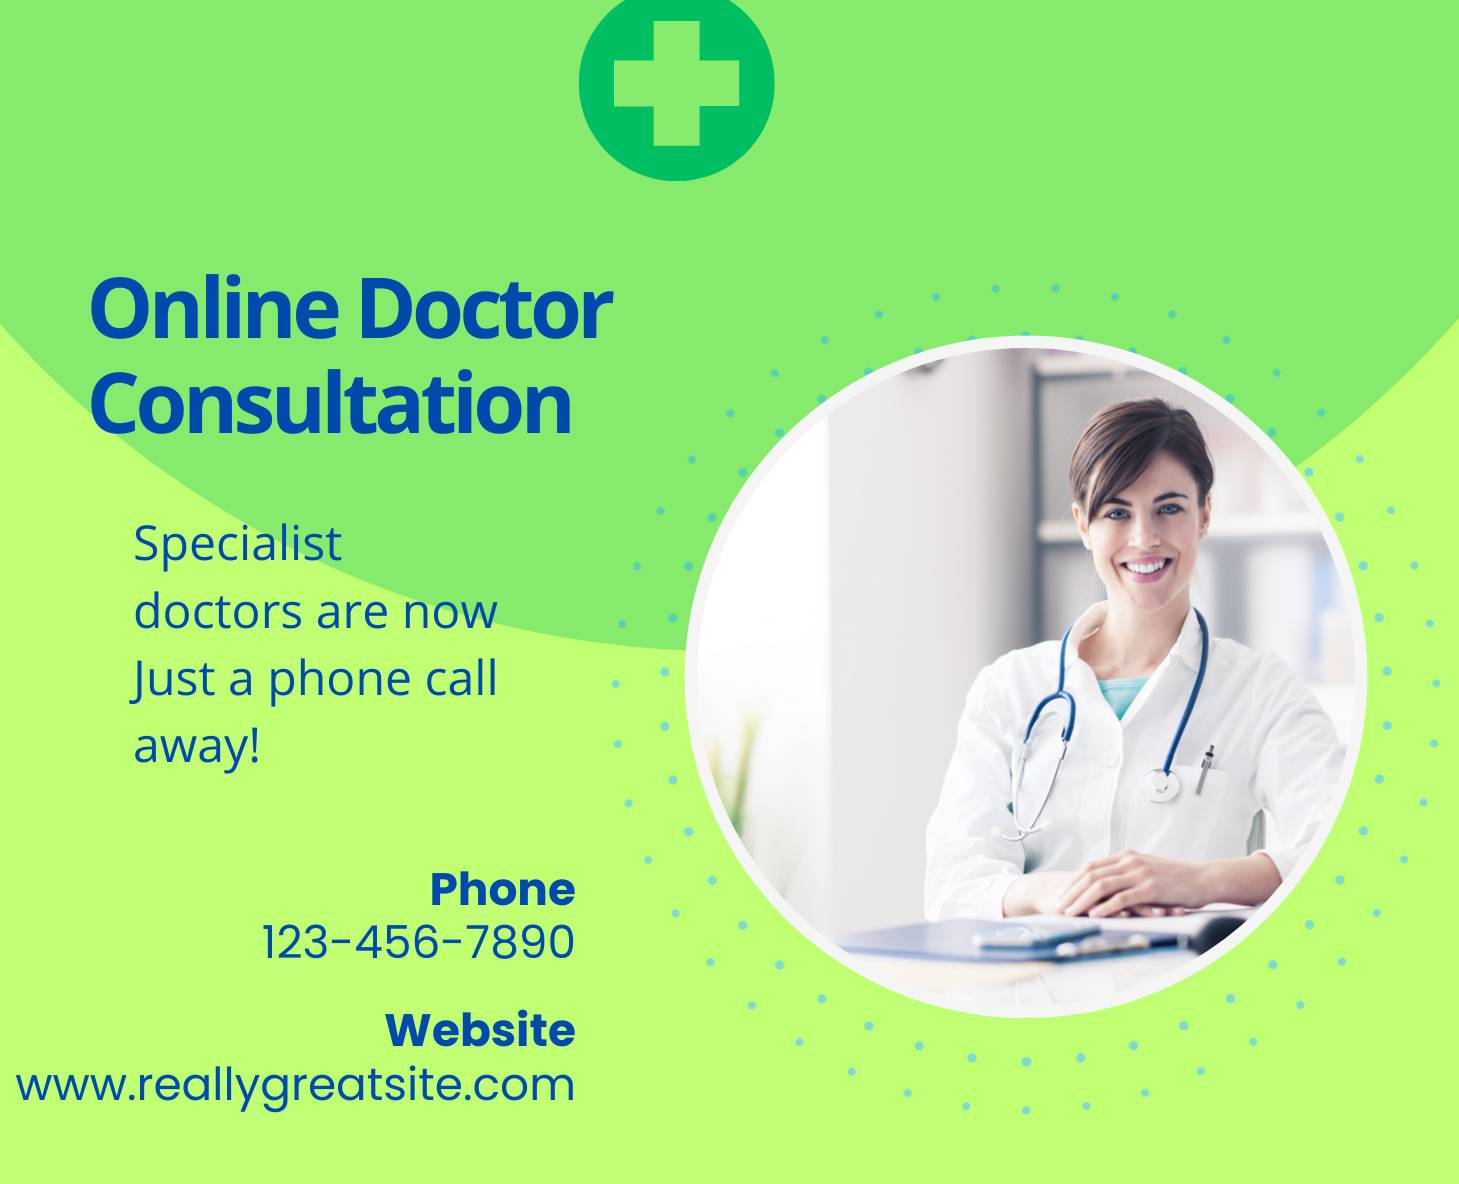 Online Doctor
Consultation
Specialist
doctors are now
Just a phone call
away!
Phone
123-456-7890
Website
www.reallygreatsite.com